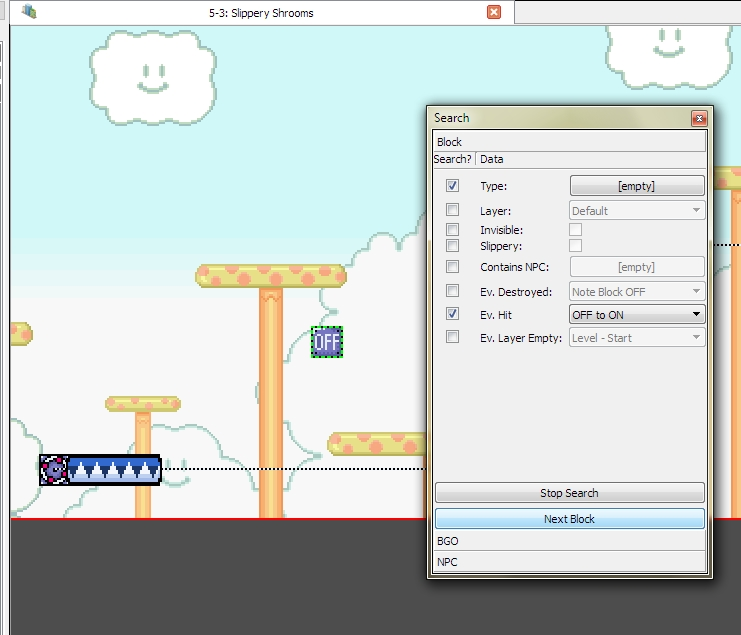 5-3: Slippery Shrooms
Search
Block
Search? Data
Type: [empty]
Layer: Default
Invisible:
Slippery:
Contains NPC: [empty]
Ev. Destroyed: Note Block OFF
Ev. Hit OFF to ON
Ev. Layer Empty: Level - Start
OFF
Stop Search
Next Block
BGO
NPC